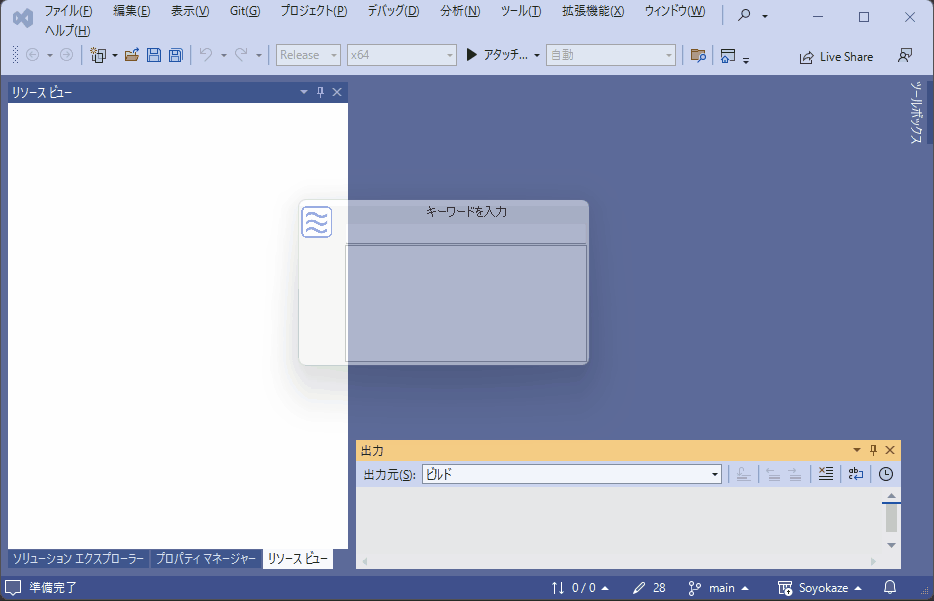 ファイル(F) 編集(E) 表示(V) Git(G) プロジェクト(P) デバッグ(D) 分析(N) ツール(T) 拡張機能(X) ウィンドウ(W)
ヘルプ(H)
Release x64 アタッチ... 自動 Live Share
リソース ビュー
ツールボックス
キーワードを入力
出力
出力元(S): ビルド
ソリューション エクスプローラー プロパティ マネージャー リソース ビュー
準備完了 0 / 0 28 main Soyokaze